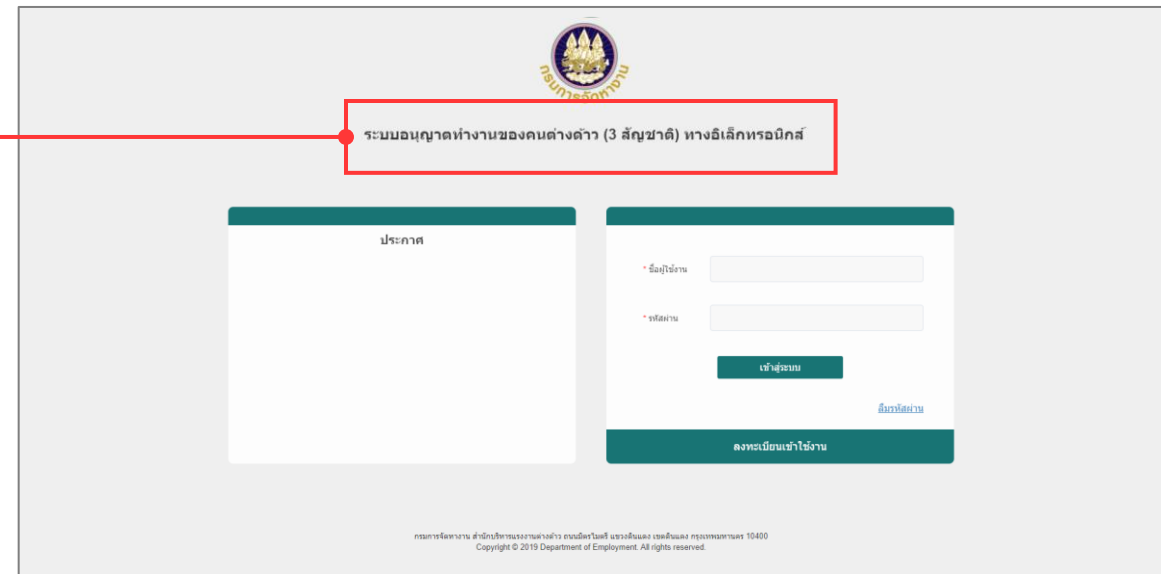 กรมการจัดหางาน
ระบบอนุญาตทำงานของคนต่างด้าว (3 สัญชาติ) ทางอิเล็กทรอนิกส์
ประกาศ
* ชื่อผู้ใช้งาน
* รหัสผ่าน
เข้าสู่ระบบ
ลืมรหัสผ่าน
ลงทะเบียนเข้าใช้งาน
กรมการจัดหางาน สำนักบริหารแรงงานต่างด้าว ถนนมิตรไมตรี แขวงดินแดง เขตดินแดง กรุงเทพมหานคร 10400
Copyright © 2019 Department of Employment. All rights reserved.